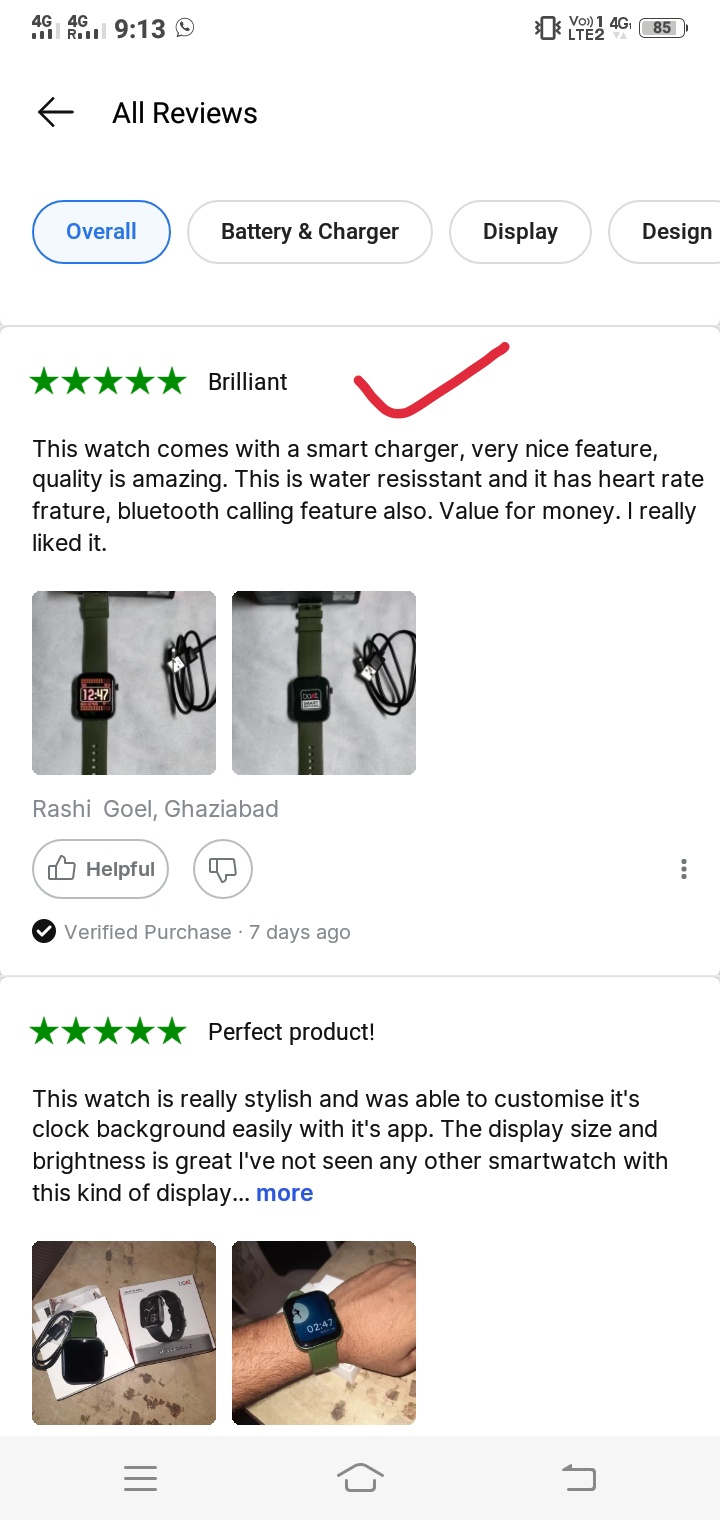 4G 4G R 9:13 Vo)) 1 LTE2 4G 85
All Reviews
Overall Battery & Charger Display Design
Brilliant
This watch comes with a smart charger, very nice feature,
quality is amazing. This is water resisstant and it has heart rate
frature, bluetooth calling feature also. Value for money. I really
liked it.
12:47 boat
Rashi Goel, Ghaziabad
Helpful
Verified Purchase · 7 days ago
Perfect product!
This watch is really stylish and was able to customise it's
clock background easily with it's app. The display size and
brightness is great I've not seen any other smartwatch with
this kind of display... more
boat
02:47